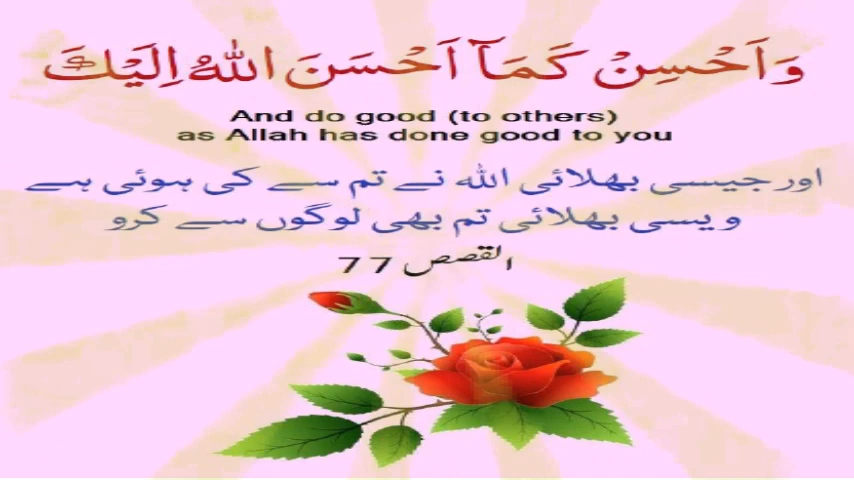 وَاَحْسِنْ كَمَآ اَحْسَنَ اللّٰهُ اِلَيْكَ
And do good (to others)
as Allah has done good to you
اور جیسی بھلائی اللہ نے تم سے کی ہوئی ہے
ویسی بھلائی تم بھی لوگوں سے کرو
القصص 77